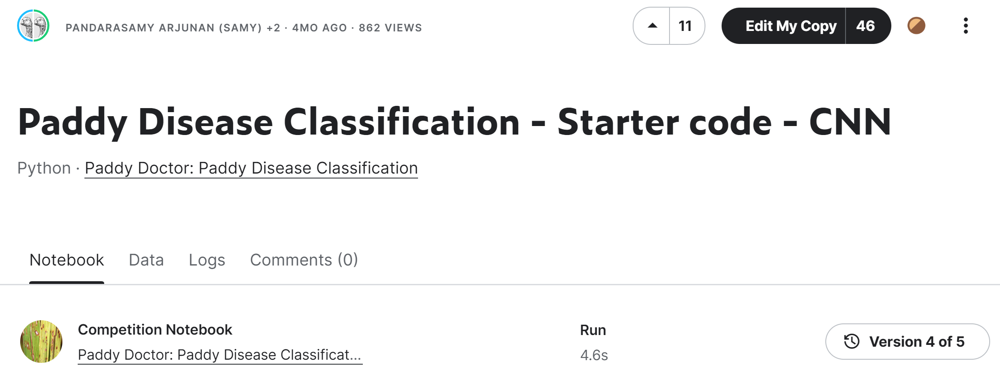 PANDARASAMY ARJUNAN (SAMY) +2 · 4MO AGO · 862 VIEWS
11
Edit My Copy
46
Paddy Disease Classification - Starter code - CNN
Python · Paddy Doctor: Paddy Disease Classification
Notebook
Data
Logs
Comments (0)
Competition Notebook
Paddy Doctor: Paddy Disease Classificat...
Run
4.6s
Version 4 of 5